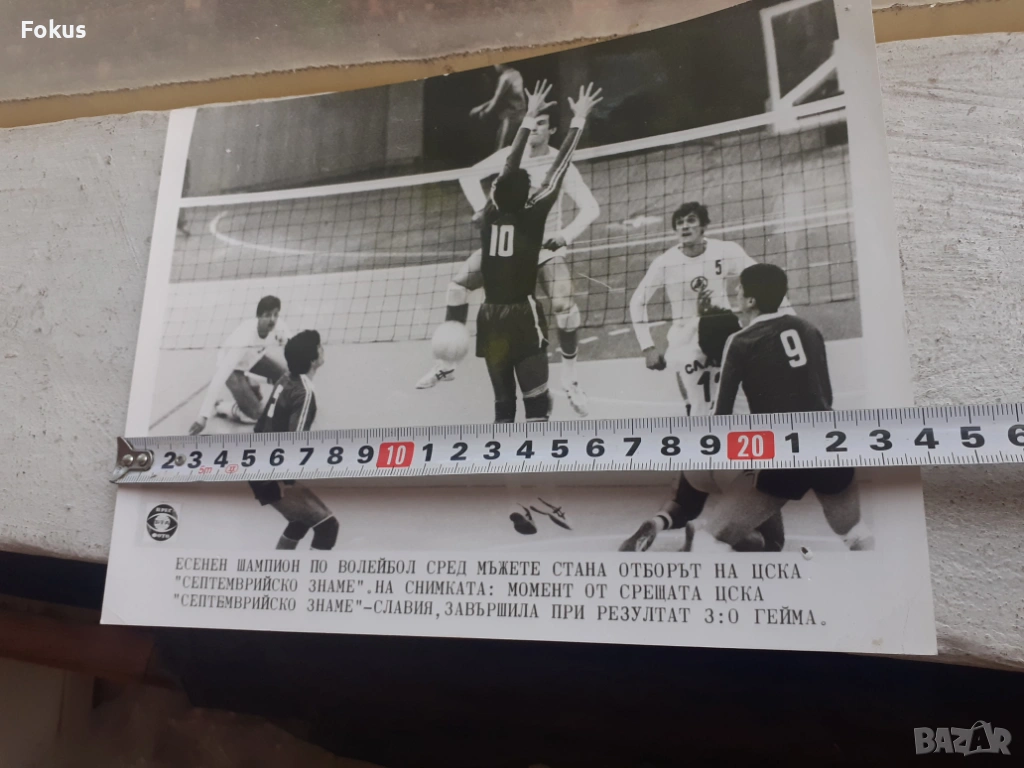 Fokus
10
5
9
2 3 4 5 6 7 8 9 10 1 2 3 4 5 6 7 8 9 20 1 2 3 4 5 6
5m
ЕСЕНЕН ШАМПИОН ПО ВОЛЕЙБОЛ СРЕД МЪЖЕТЕ СТАНА ОТБОРЪТ НА ЦСКА
"СЕПТЕМВРИЙСКО ЗНАМЕ".НА СНИМКАТА: МОМЕНТ ОТ СРЕЩАТА ЦСКА
"СЕПТЕМВРИЙСКО ЗНАМЕ"-СЛАВИЯ,ЗАВЪРШИЛА ПРИ РЕЗУЛТАТ 3:0 ГЕЙМА.
BAZAR